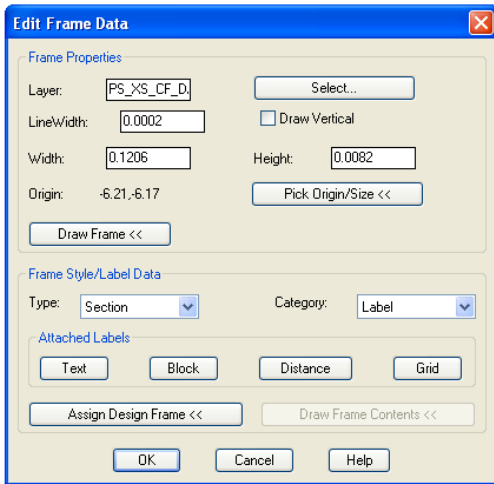 Edit Frame Data
Frame Properties
Layer: PS_XS_CF_D. Select...
LineWidth: 0.0002 Draw Vertical
Width: 0.1206 Height: 0.0082
Origin: -6.21,-6.17 Pick Origin/Size <<
Draw Frame <<
Frame Style/Label Data
Type: Section Category: Label
Attached Labels
Text Block Distance Grid
Assign Design Frame << Draw Frame Contents <<
OK Cancel Help